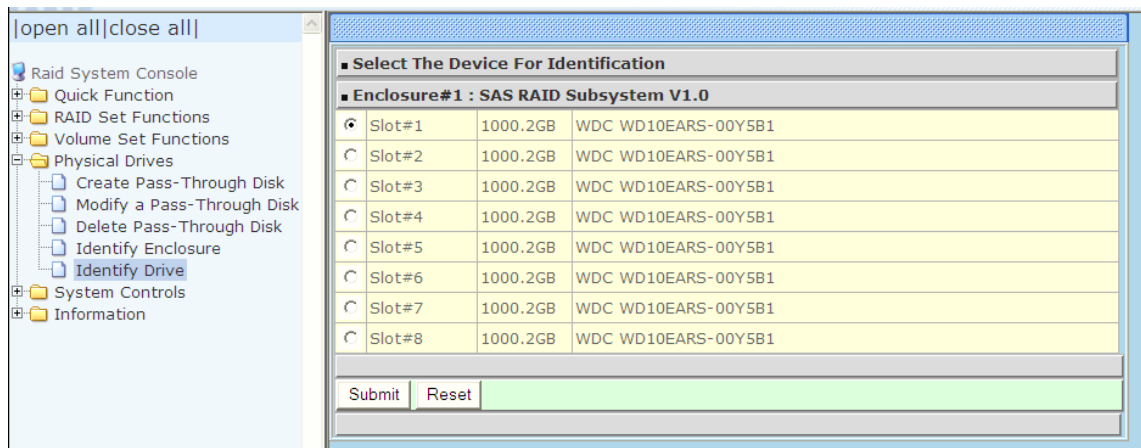 |open all|close all|
Raid System Console
Quick Function
RAID Set Functions
Volume Set Functions
Physical Drives
Create Pass-Through Disk
Modify a Pass-Through Disk
Delete Pass-Through Disk
Identify Enclosure
Identify Drive
System Controls
Information
Select The Device For Identification
Enclosure#1 : SAS RAID Subsystem V1.0
Slot#1 1000.2GB WDC WD10EARS-00Y5B1
Slot#2 1000.2GB WDC WD10EARS-00Y5B1
Slot#3 1000.2GB WDC WD10EARS-00Y5B1
Slot#4 1000.2GB WDC WD10EARS-00Y5B1
Slot#5 1000.2GB WDC WD10EARS-00Y5B1
Slot#6 1000.2GB WDC WD10EARS-00Y5B1
Slot#7 1000.2GB WDC WD10EARS-00Y5B1
Slot#8 1000.2GB WDC WD10EARS-00Y5B1
Submit Reset